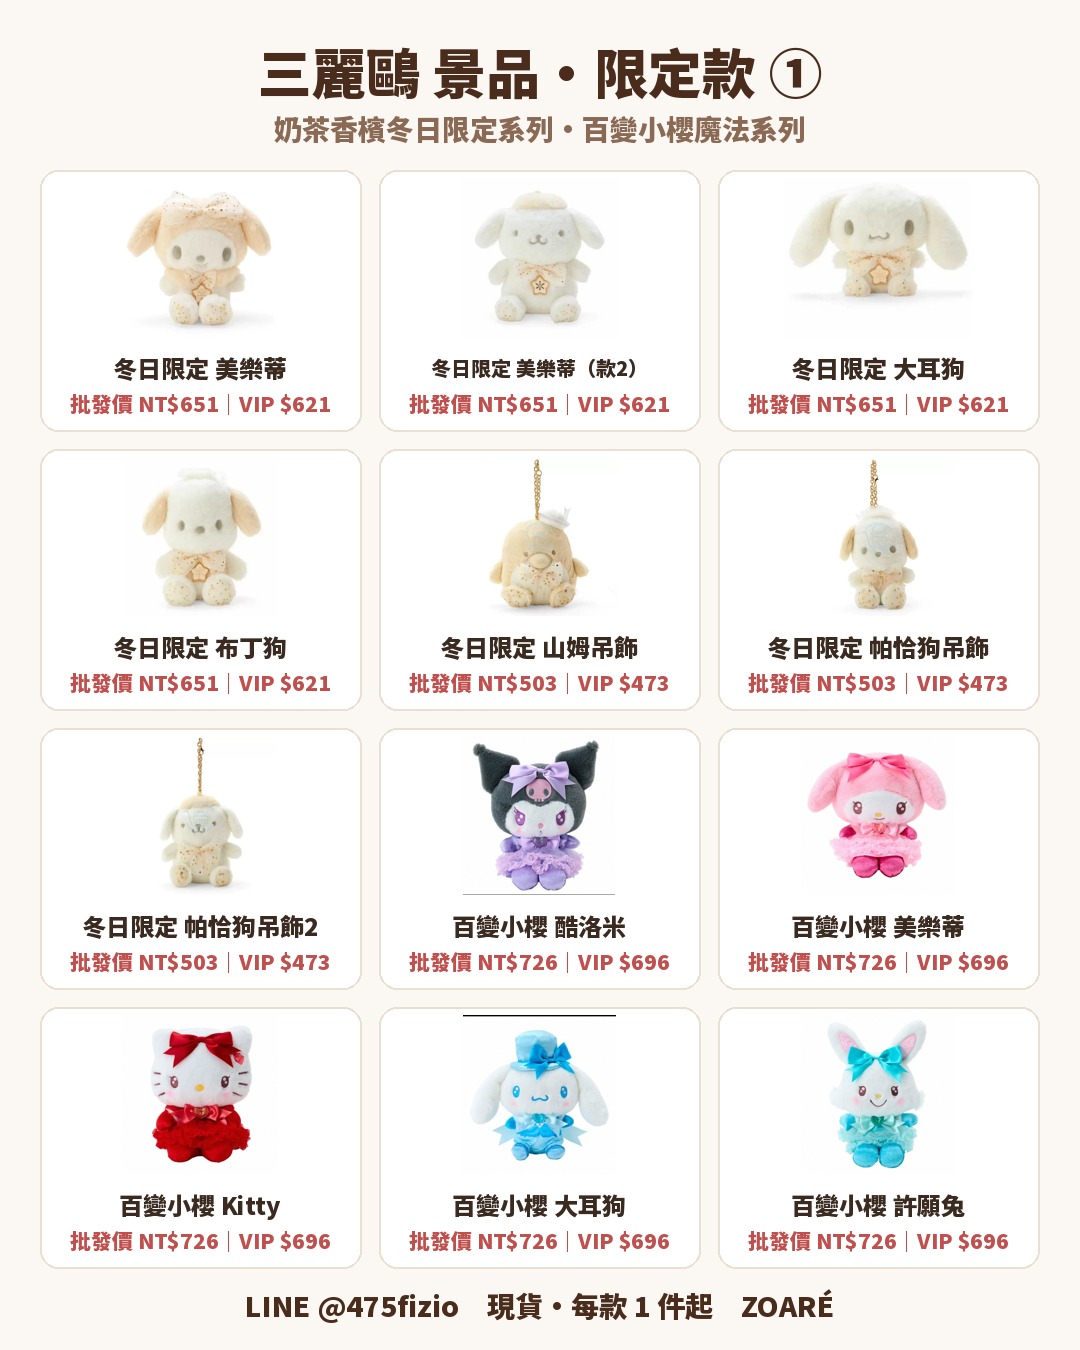 三麗鷗 景品・限定款 ①
奶茶香檳冬日限定系列・百變小櫻魔法系列
冬日限定 美樂蒂
批發價 NT$651｜VIP $621
冬日限定 美樂蒂（款2）
批發價 NT$651｜VIP $621
冬日限定 大耳狗
批發價 NT$651｜VIP $621
冬日限定 布丁狗
批發價 NT$651｜VIP $621
冬日限定 山姆吊飾
批發價 NT$503｜VIP $473
冬日限定 帕恰狗吊飾
批發價 NT$503｜VIP $473
冬日限定 帕恰狗吊飾2
批發價 NT$503｜VIP $473
百變小櫻 酷洛米
批發價 NT$726｜VIP $696
百變小櫻 美樂蒂
批發價 NT$726｜VIP $696
百變小櫻 Kitty
批發價 NT$726｜VIP $696
百變小櫻 大耳狗
批發價 NT$726｜VIP $696
百變小櫻 許願兔
批發價 NT$726｜VIP $696
LINE @475fizio 現貨・每款 1 件起 ZOARÉ